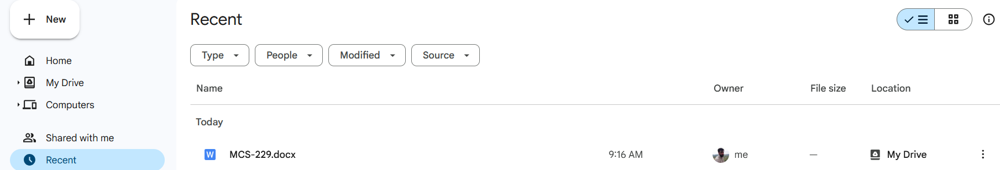 New
Home
My Drive
Computers
Shared with me
Recent
Recent
Type People Modified Source
Name Owner File size Location
Today
W MCS-229.docx 9:16 AM me — My Drive